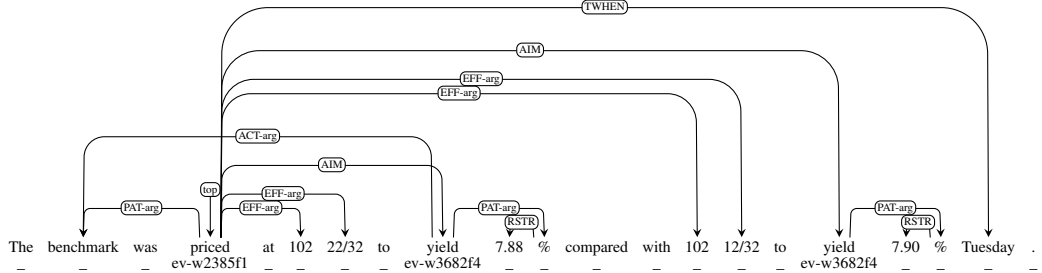 TWHEN
AIM
EFF-arg
EFF-arg
ACT-arg
AIM
top
EFF-arg
PAT-arg EFF-arg PAT-arg PAT-arg
RSTR RSTR
The benchmark was priced at 102 22/32 to yield 7.88 % compared with 102 12/32 to yield 7.90 % Tuesday .
_ _ _ ev-w2385f1 _ _ _ _ ev-w3682f4 _ _ _ _ _ _ _ ev-w3682f4 _ _ _ _